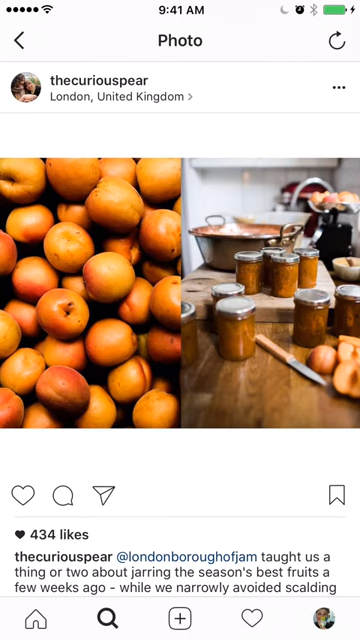 9:41 AM
Photo
thecuriouspear
London, United Kingdom >
434 likes
thecuriouspear @londonboroughofjam taught us a
thing or two about jarring the season's best fruits a
few weeks ago - while we narrowly avoided scalding